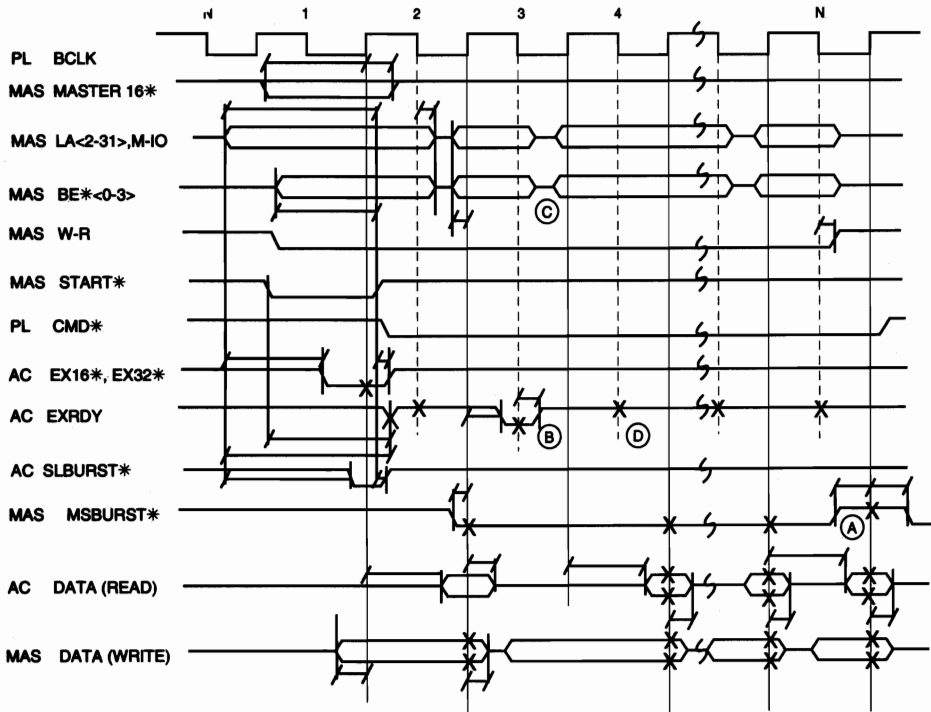 N 1 2 3 4 N
PL BCLK
MAS MASTER 16*
MAS LA<2-31>,M-IO
MAS BE*<0-3>
C
MAS W-R
MAS START*
PL CMD*
AC EX16*, EX32*
AC EXRDY
B D
AC SLBURST*
MAS MSBURST*
A
AC DATA (READ)
MAS DATA (WRITE)